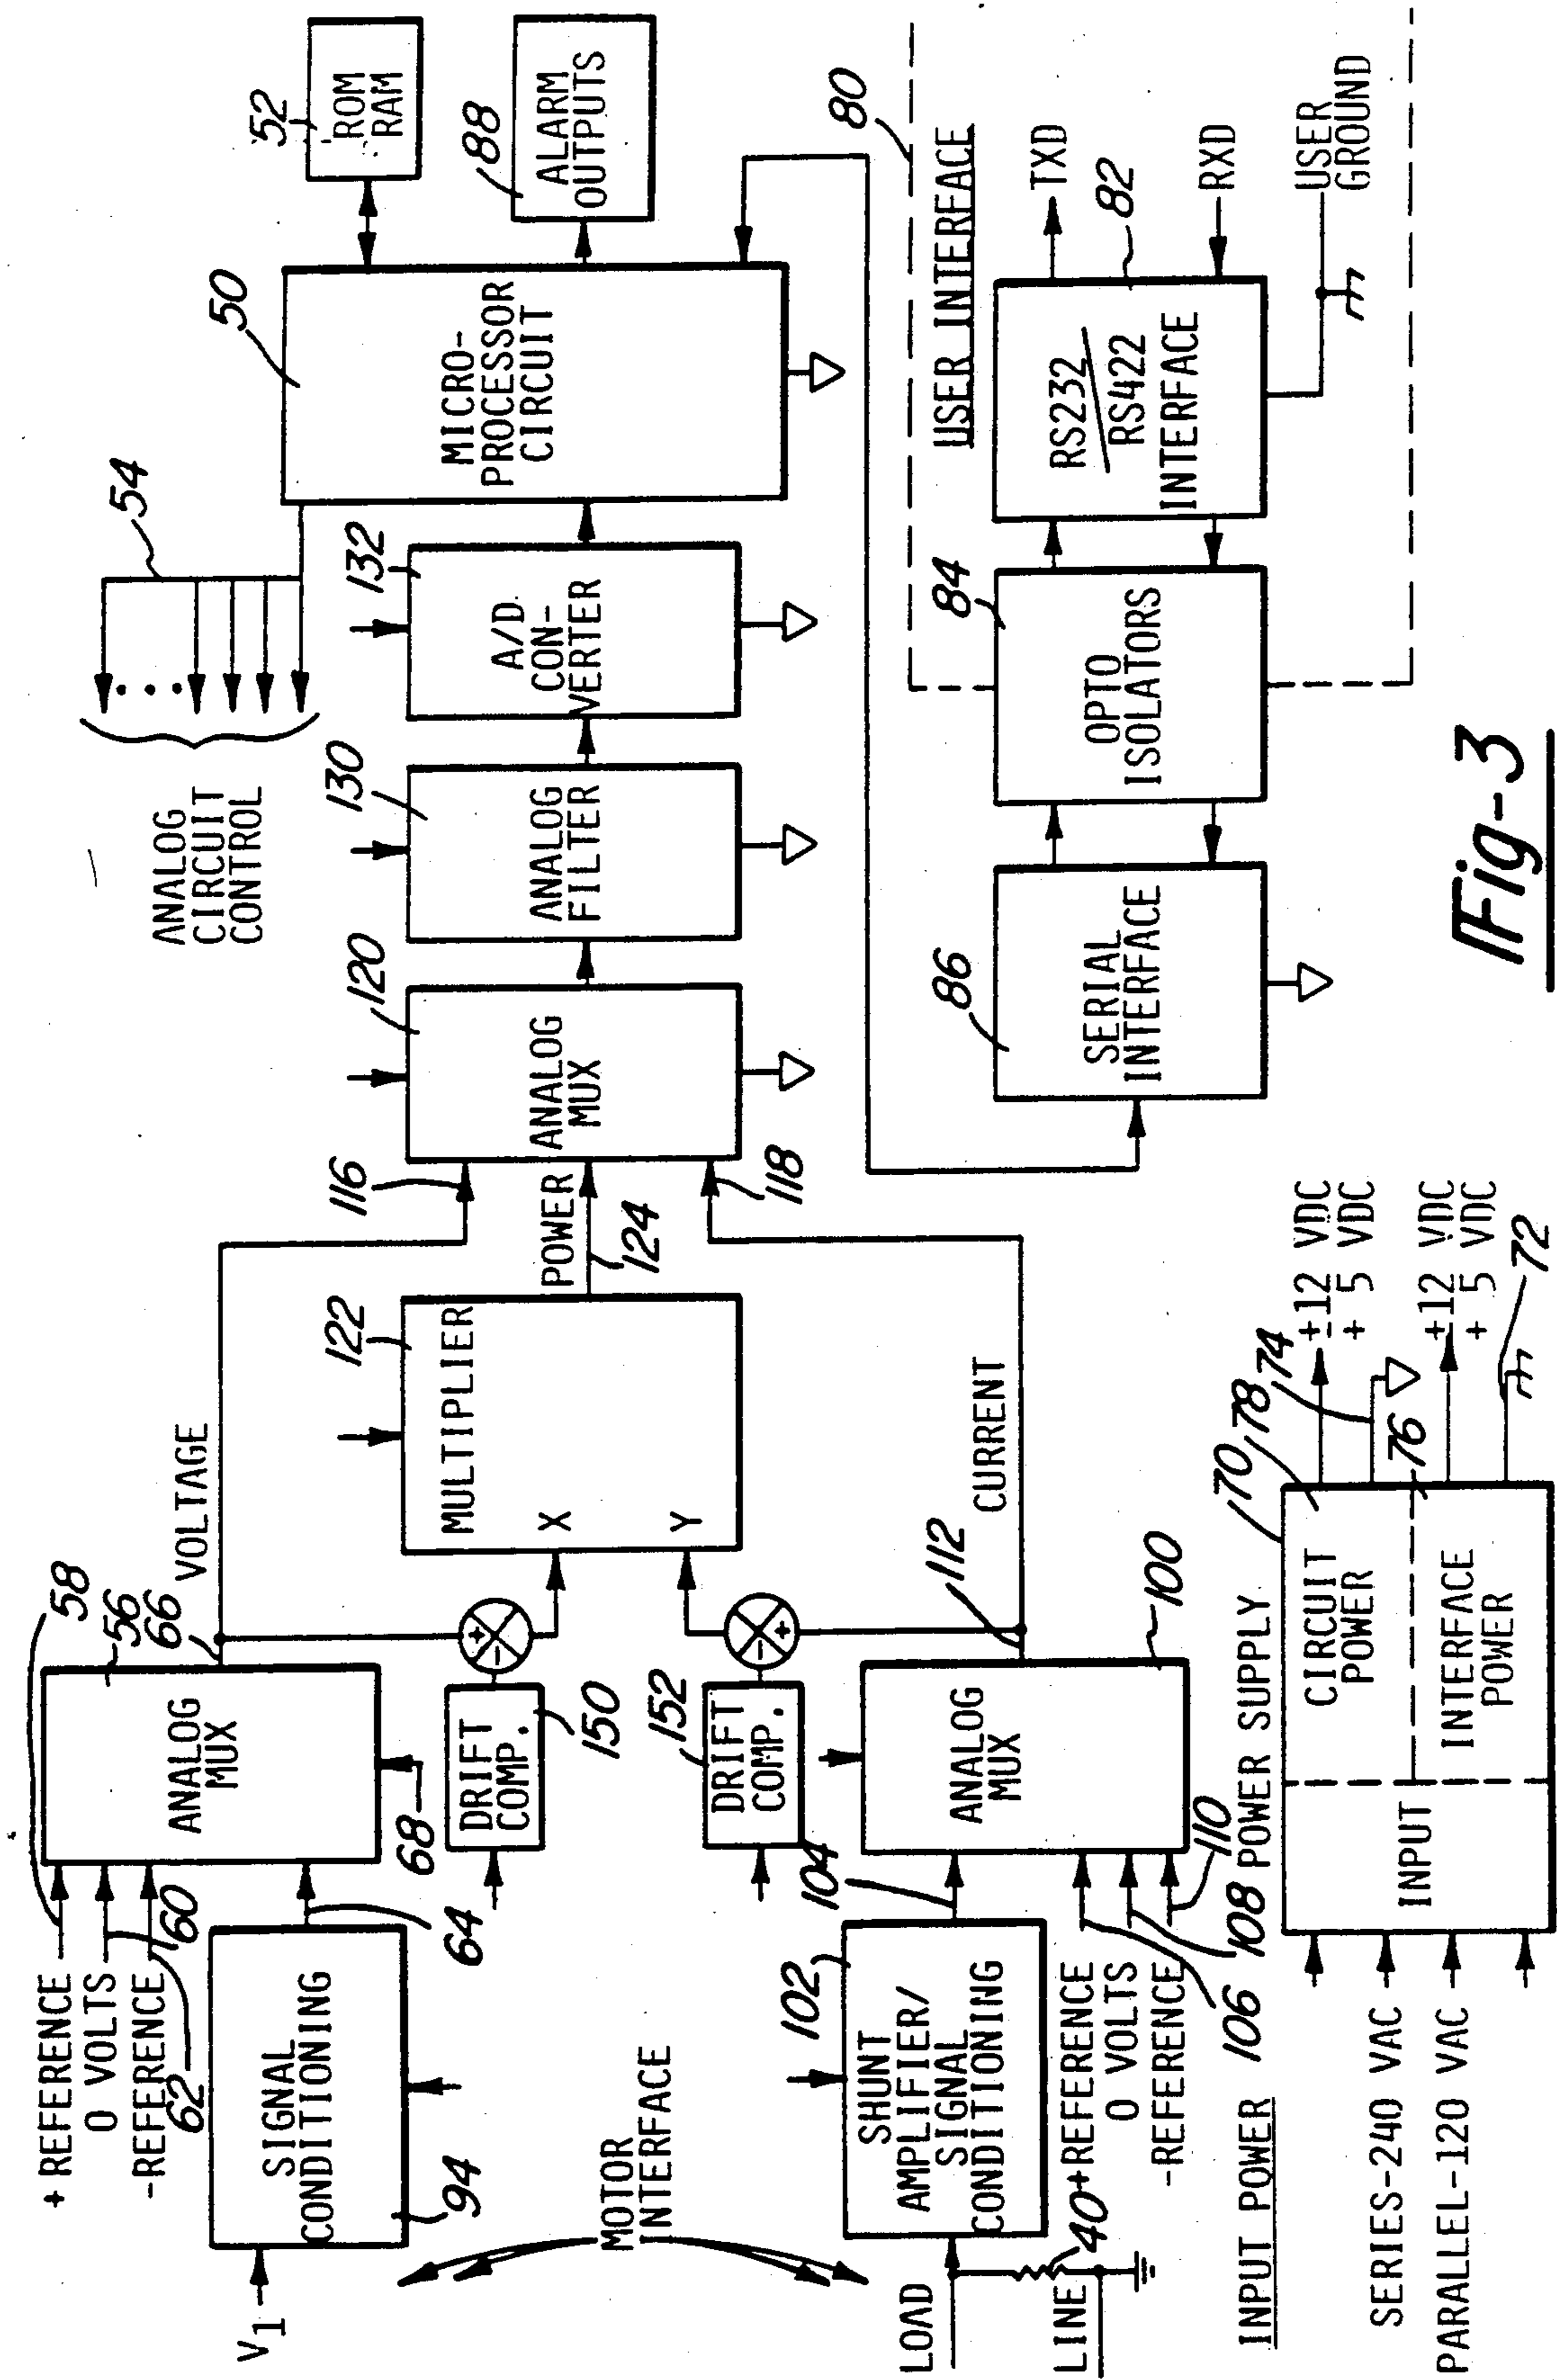 +REFERENCE
0 VOLTS
-REFERENCE
58
60
62
V1
SIGNAL
CONDITIONING
94
64
ANALOG
MUX
56
66
68
VOLTAGE
DRIFT
COMP.
150
+
-
MOTOR
INTERFACE
DRIFT
COMP.
152
-
+
MULTIPLIER
X
Y
122
POWER
124
116
118
LOAD
LINE
40
SHUNT
AMPLIFIER/
SIGNAL
CONDITIONING
102
104
+REFERENCE
0 VOLTS
-REFERENCE
106
108
110
ANALOG
MUX
100
112
CURRENT
ANALOG
MUX
120
ANALOG
FILTER
130
A/D
CON-
VERTER
132
ANALOG
CIRCUIT
CONTROL
54
MICRO-
PROCESSOR
CIRCUIT
50
ROM
RAM
52
ALARM
OUTPUTS
88
SERIAL
INTERFACE
86
OPTO
ISOLATORS
84
USER INTERFACE
80
RS232/
RS422
INTERFACE
82
TXD
RXD
USER
GROUND
INPUT POWER
SERIES-240 VAC
PARALLEL-120 VAC
POWER SUPPLY
70
INPUT
CIRCUIT
POWER
INTERFACE
POWER
78
74
76
±12 VDC
+ 5 VDC
±12 VDC
+ 5 VDC
72
Fig-3